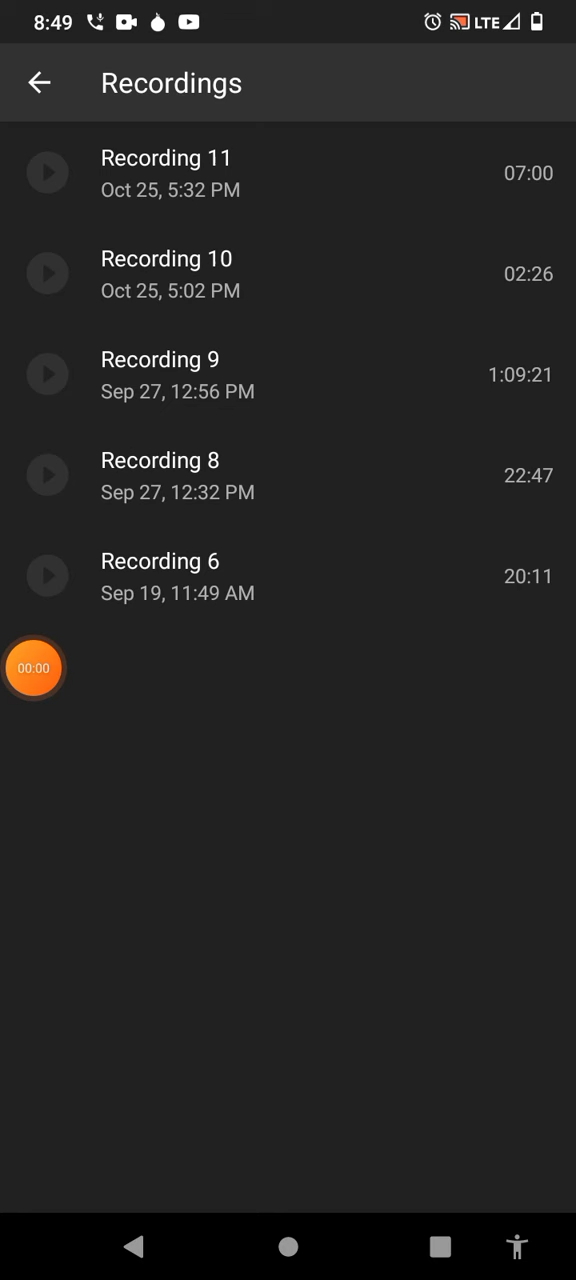 8:49
LTE
Recordings
Recording 11
Oct 25, 5:32 PM
07:00
Recording 10
Oct 25, 5:02 PM
02:26
Recording 9
Sep 27, 12:56 PM
1:09:21
Recording 8
Sep 27, 12:32 PM
22:47
Recording 6
Sep 19, 11:49 AM
20:11
00:00